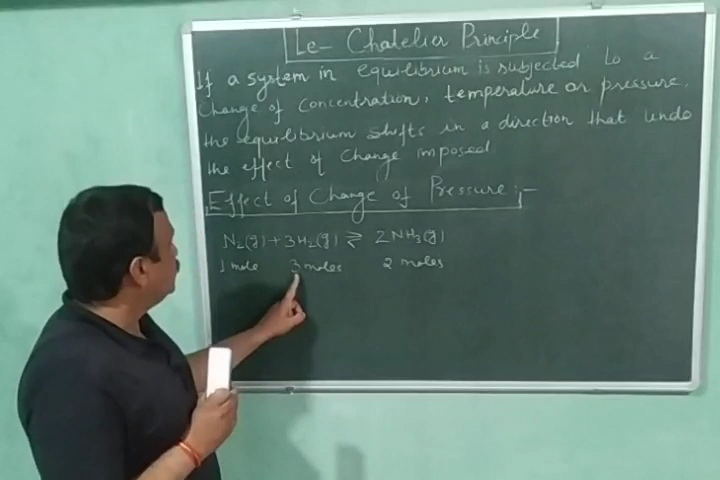 Le-Chatelier Principle
If a system in equilibrium is subjected to a
Change of concentration, temperature or pressure,
the equilibrium shifts in a direction that undo
the effect of change imposed
Effect of Change of Pressure:-
N₂(g)+3H₂(g) ⇌ 2NH₃(g)
1 mole 3 moles 2 moles